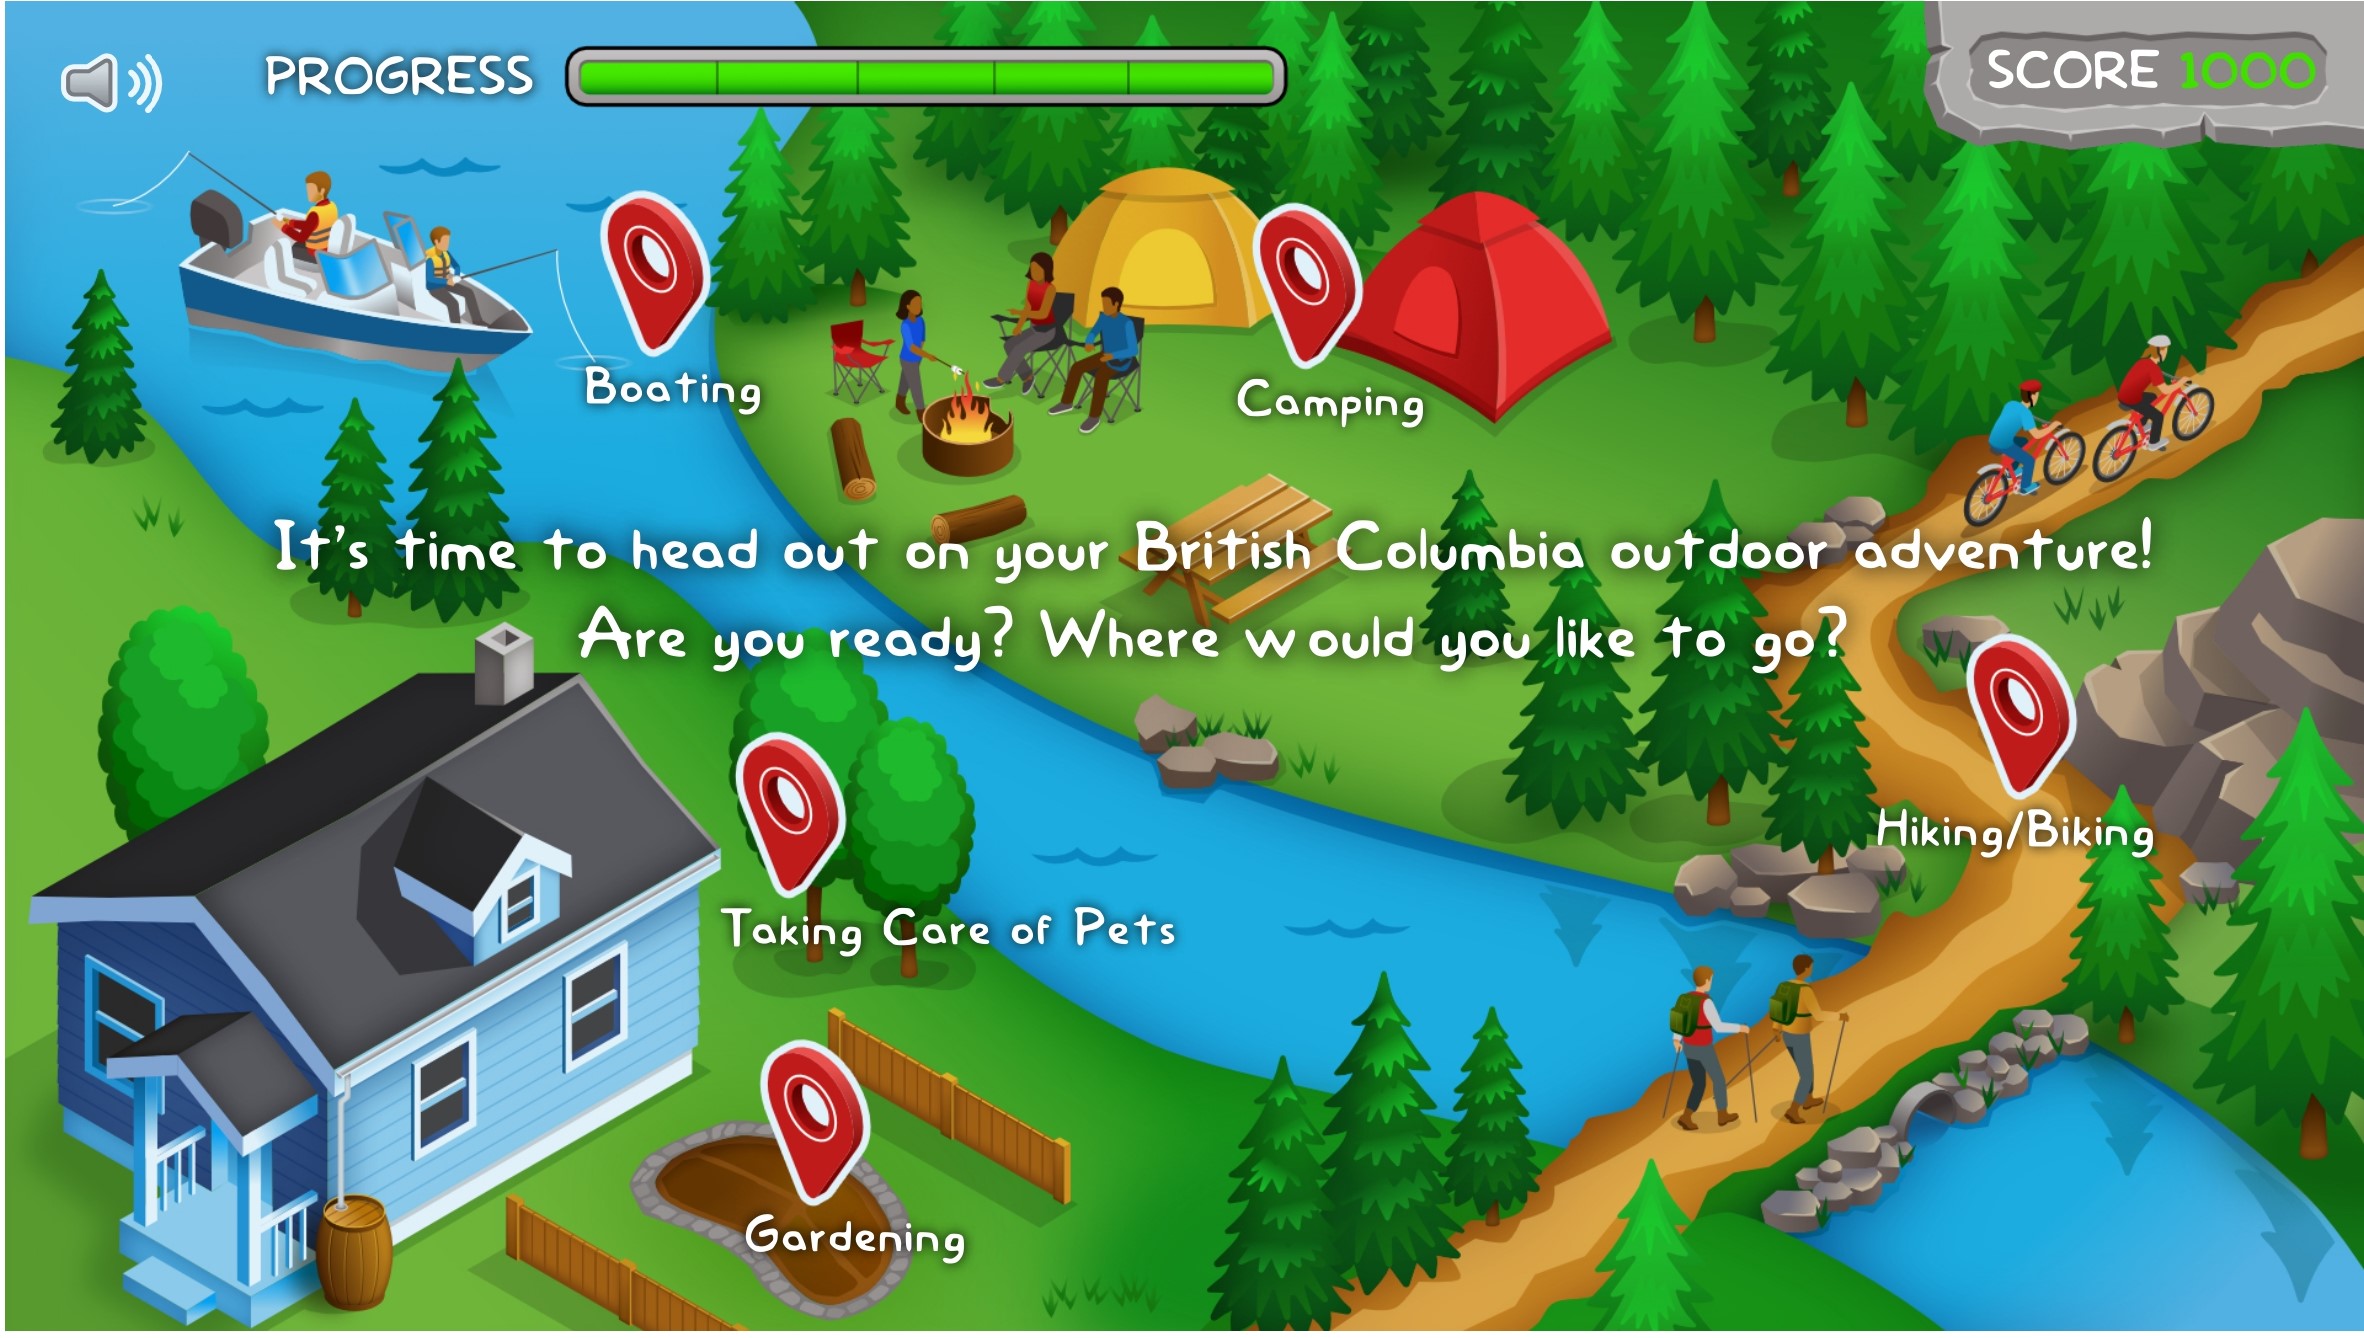 PROGRESS
SCORE 1000
Boating
Camping
It's time to head out on your British Columbia outdoor adventure!
Are you ready? Where would you like to go?
Hiking/Biking
Taking Care of Pets
Gardening